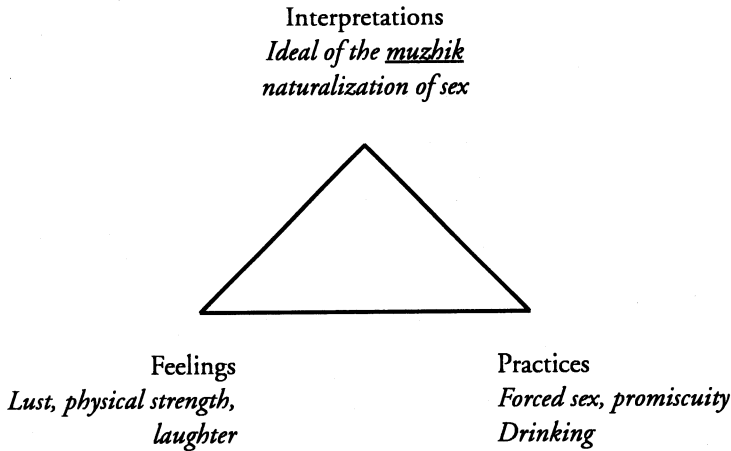 Interpretations
Ideal of the muzhik
naturalization of sex
Feelings
Lust, physical strength,
laughter
Practices
Forced sex, promiscuity
Drinking